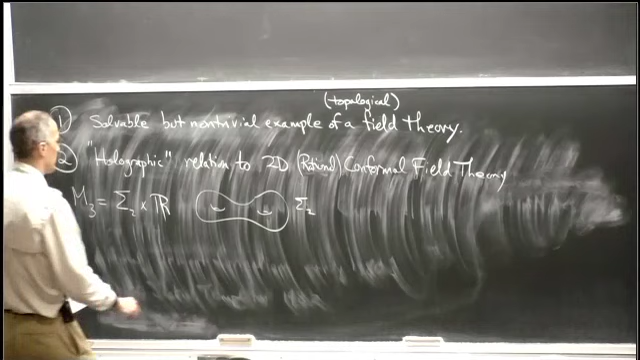 (topological)
① Solvable but nontrivial example of a field theory.
② "Holographic" relation to 2D (Rational) Conformal Field Theory
M₃ = Σ₂ × ℝ Σ₂